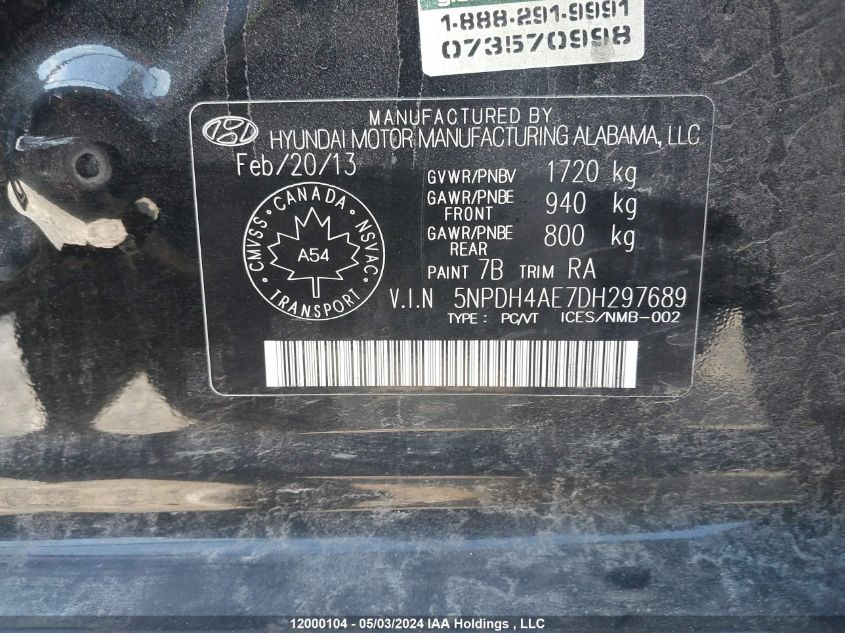 1-888-291-9991
073570998
MANUFACTURED BY
HYUNDAI MOTOR MANUFACTURING ALABAMA, LLC
Feb/20/13
GVWR/PNBV 1720 kg
GAWR/PNBE FRONT 940 kg
GAWR/PNBE REAR 800 kg
CMVSS • CANADA • NSVAC • TRANSPORT •
A54
PAINT 7B TRIM RA
V.I.N 5NPDH4AE7DH297689
TYPE : PC/VT ICES/NMB-002
12000104 - 05/03/2024 IAA Holdings , LLC